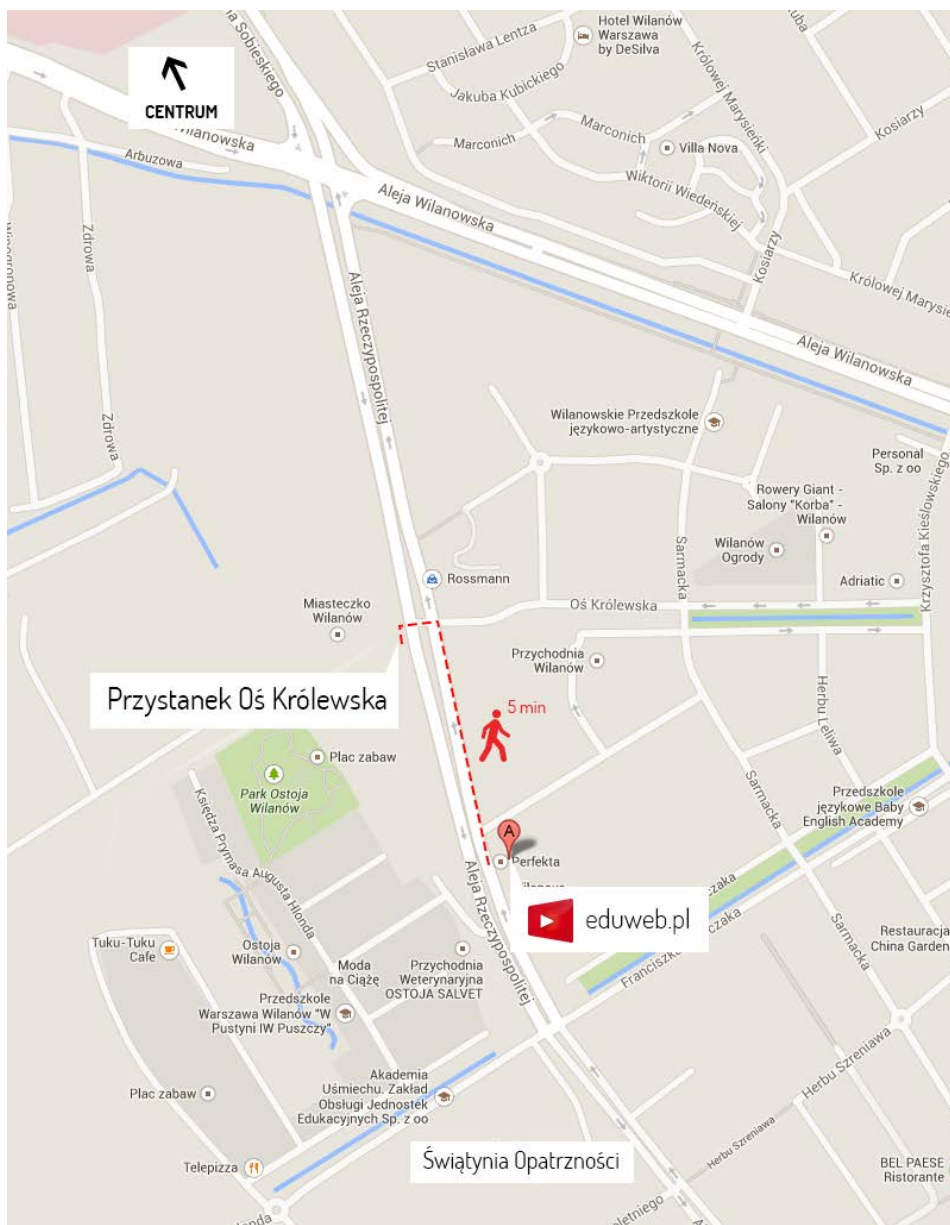 na Sobieskiego
Stanisława Lentza
Hotel Wilanów
Warszawa
by DeSilva
CENTRUM
Jakuba Kubickiego
Królowej Marysieńki
Wilanowska
Arbuzowa
Marconich
Marconich
Villa Nova
Kosiarzy
Wiktorii Wiedeńskiej
Aleja Wilanowska
Zdrowa
Kosiarzy
Królowej Marysie
Aleja Rzeczypospolitej
Aleja Wilanowska
Zdrowa
Wilanowskie Przedszkole
językowo-artystyczne
Personal
Sp. z oo
Rowery Giant -
Salony "Korba" -
Wilanów
Krzysztofa Kieślowskiego
Sarmacka
Wilanów
Ogrody
Rossmann
Adriatic
Miasteczko
Wilanów
Oś Królewska
Przychodnia
Wilanów
Przystanek Oś Królewska
5 min
Herbu Leliwa
Plac zabaw
Park Ostoja
Wilanów
Sarmacka
Przedszkole
językowe Baby
English Academy
Księdza Prymasa Augusta Hlonda
A
Perfekta
Aleja Rzeczypospolitej
eduweb.pl
Sarmacka
Restauracja
China Garden
Tuku-Tuku
Cafe
Ostoja
Wilanów
Moda
na Ciążę
Przychodnia
Weterynaryjna
OSTOJA SALVET
Przedszkole
Warszawa Wilanów "W
Pustyni IW Puszczy"
Herbu Szreniawa
Akademia
Uśmiechu. Zakład
Obsługi Jednostek
Edukacyjnych Sp. z oo
Plac zabaw
Herbu Szreniawa
Świątynia Opatrzności
Telepizza
BEL PAESE
Ristorante